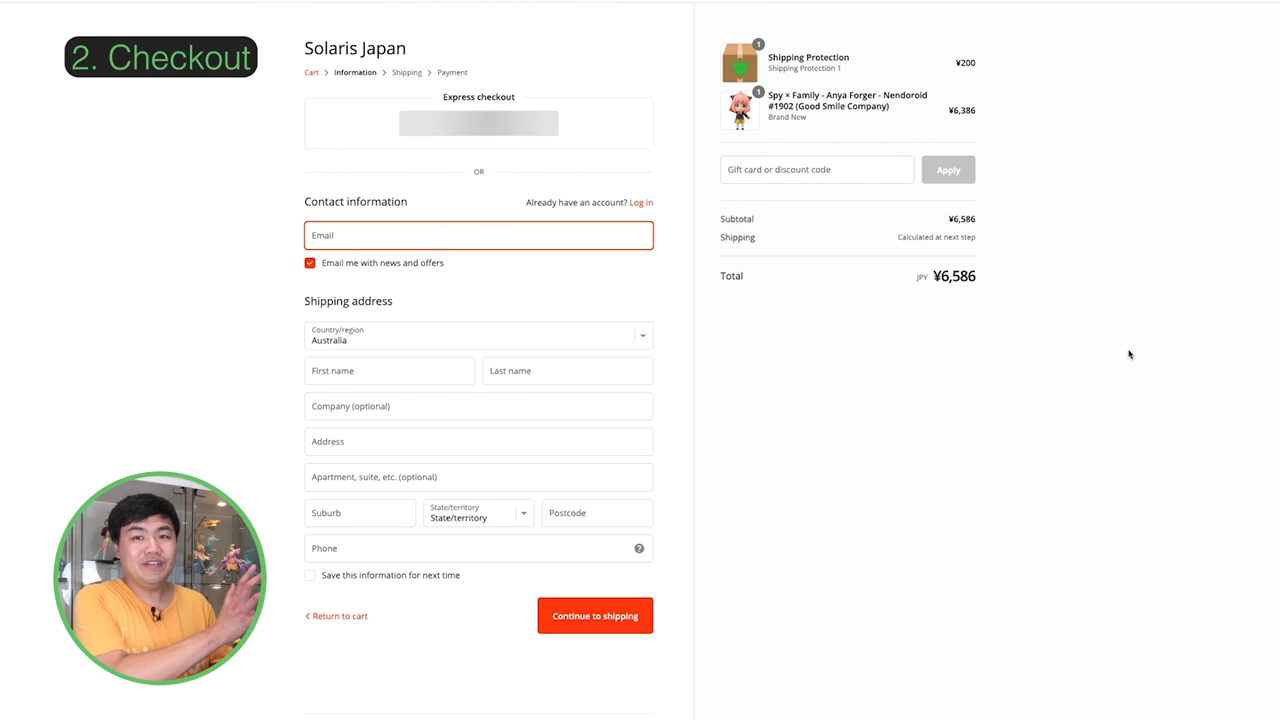 2. Checkout
Solaris Japan
Cart > Information > Shipping > Payment
Express checkout
OR
Contact information
Already have an account? Log in
Email
Email me with news and offers
Shipping address
Country/region
Australia
First name
Last name
Company (optional)
Address
Apartment, suite, etc. (optional)
Suburb
State/territory
State/territory
Postcode
Phone
?
Save this information for next time
< Return to cart
Continue to shipping
1
Shipping Protection
Shipping Protection 1
¥200
1
Spy × Family - Anya Forger - Nendoroid
#1902 (Good Smile Company)
Brand New
¥6,386
Gift card or discount code
Apply
Subtotal
¥6,586
Shipping
Calculated at next step
Total
JPY ¥6,586